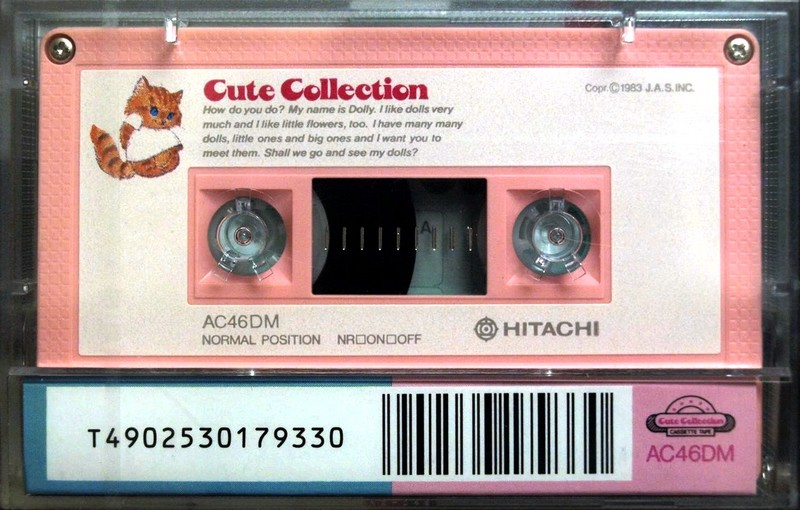 Cute Collection
Copr.©1983 J.A.S.INC.
How do you do? My name is Dolly. I like dolls very
much and I like little flowers, too. I have many many
dolls, little ones and big ones and I want you to
meet them. Shall we go and see my dolls?
A
AC46DM
NORMAL POSITION NR□ON□OFF
HITACHI
T4902530179330
Cute Collection
CASSETTE TAPE
AC46DM